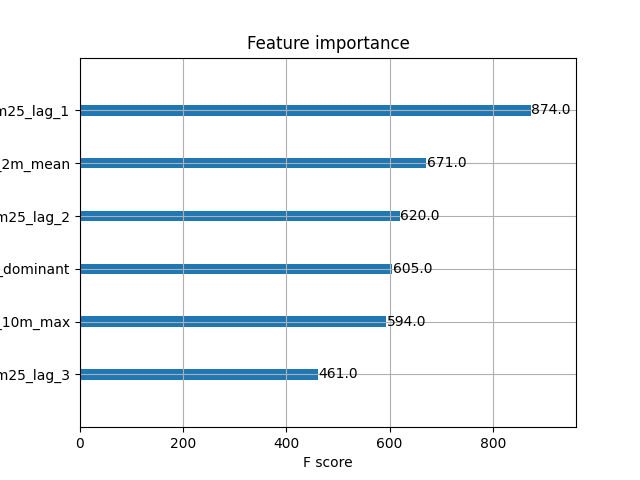 Feature importance
m25_lag_1
874.0
_2m_mean
671.0
m25_lag_2
620.0
_dominant
605.0
_10m_max
594.0
m25_lag_3
461.0
0 200 400 600 800
F score